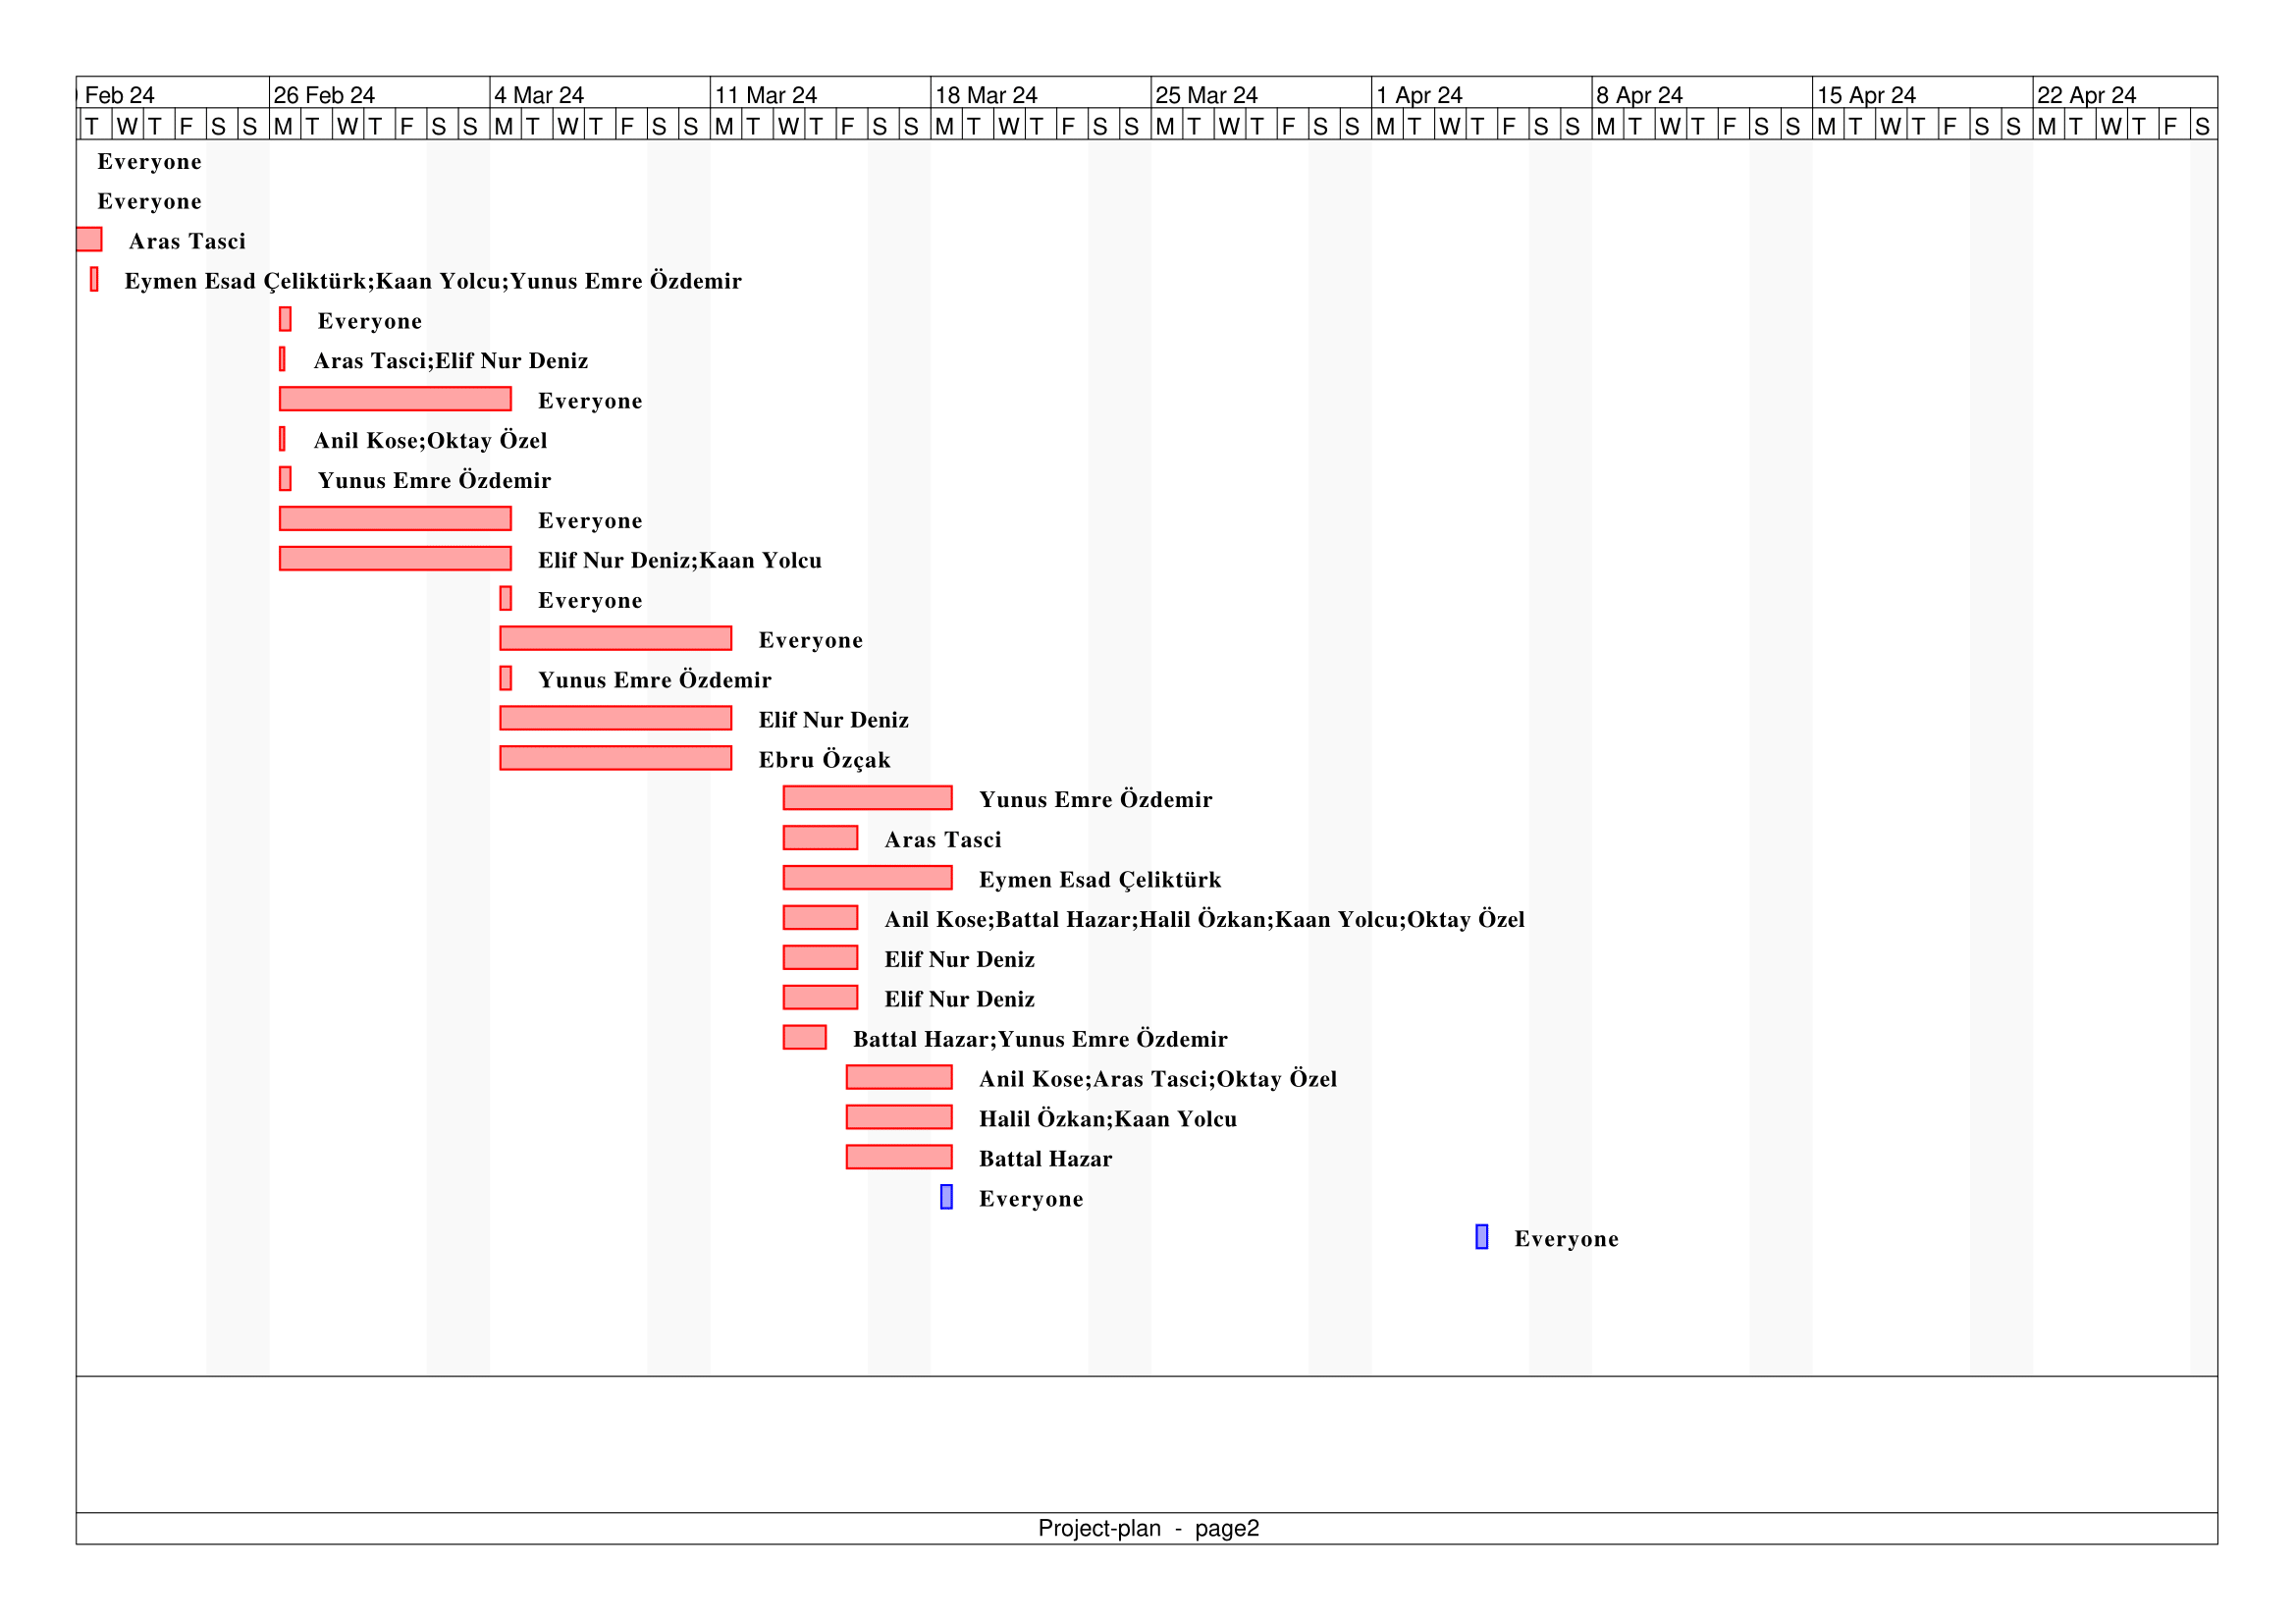 Feb 24 26 Feb 24 4 Mar 24 11 Mar 24 18 Mar 24 25 Mar 24 1 Apr 24 8 Apr 24 15 Apr 24 22 Apr 24
T W T F S S M T W T F S S M T W T F S S M T W T F S S M T W T F S S M T W T F S S M T W T F S S M T W T F S S M T W T F S S M T W T F S
Everyone
Everyone
Aras Tasci
Eymen Esad Çeliktürk;Kaan Yolcu;Yunus Emre Özdemir
Everyone
Aras Tasci;Elif Nur Deniz
Everyone
Anil Kose;Oktay Özel
Yunus Emre Özdemir
Everyone
Elif Nur Deniz;Kaan Yolcu
Everyone
Everyone
Yunus Emre Özdemir
Elif Nur Deniz
Ebru Özçak
Yunus Emre Özdemir
Aras Tasci
Eymen Esad Çeliktürk
Anil Kose;Battal Hazar;Halil Özkan;Kaan Yolcu;Oktay Özel
Elif Nur Deniz
Elif Nur Deniz
Battal Hazar;Yunus Emre Özdemir
Anil Kose;Aras Tasci;Oktay Özel
Halil Özkan;Kaan Yolcu
Battal Hazar
Everyone
Everyone
Project-plan - page2